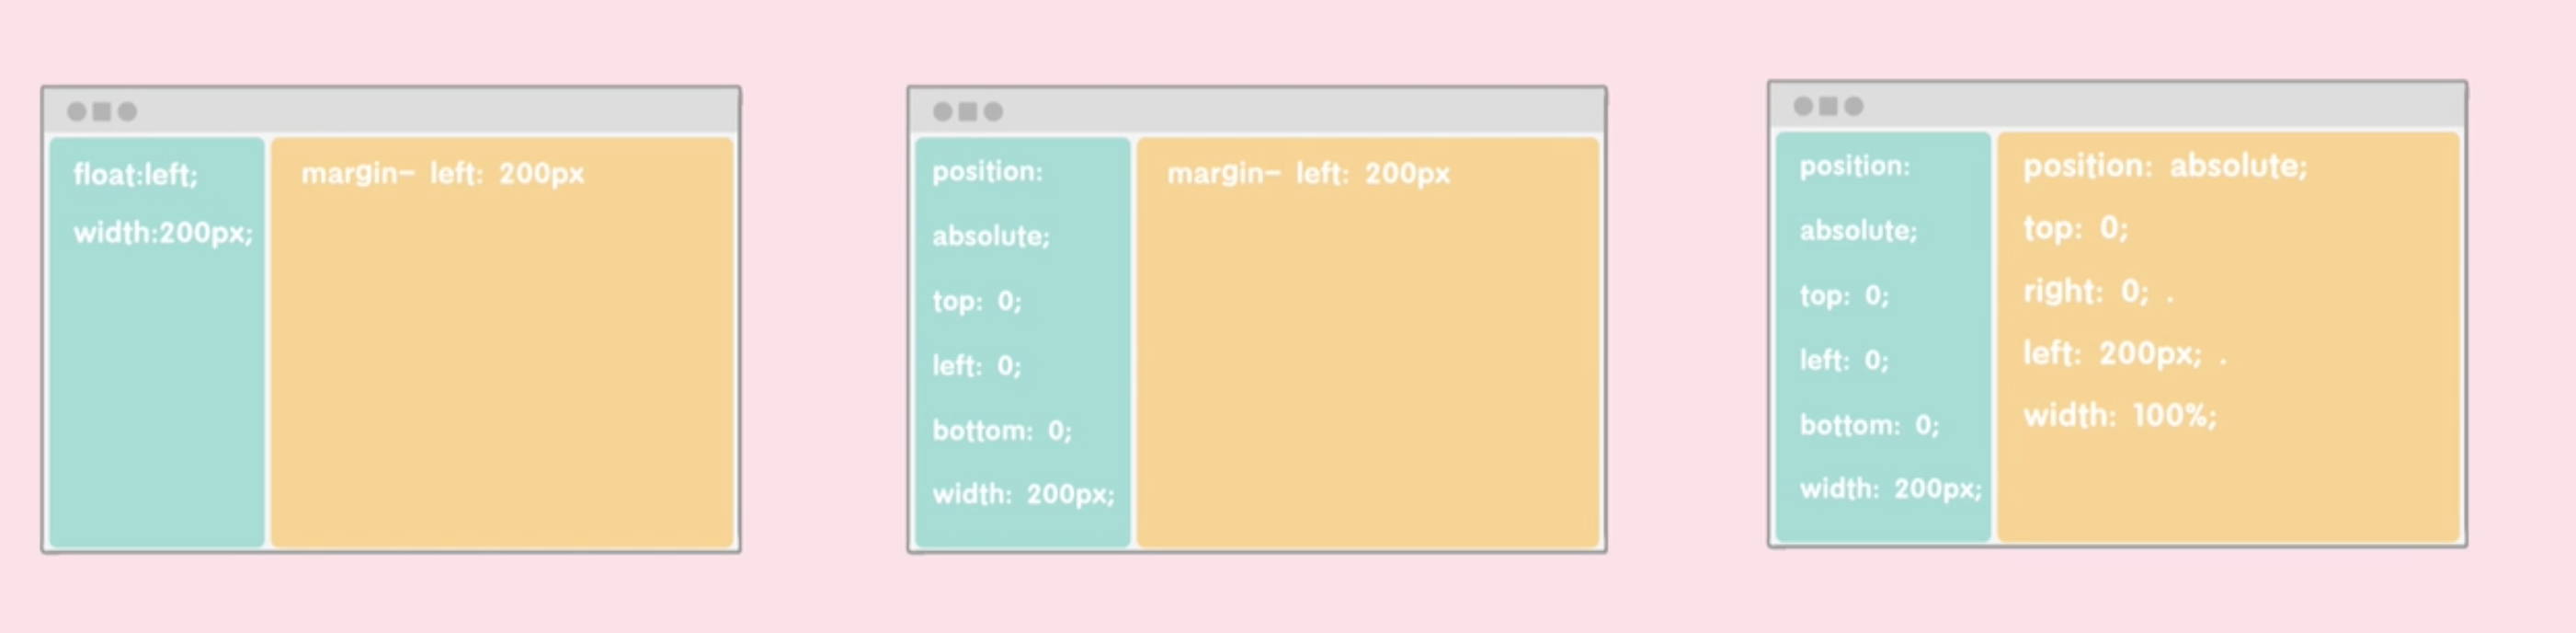 float:left;
width:200px;
margin- left: 200px
position:
absolute;
top: 0;
left: 0;
bottom: 0;
width: 200px;
margin- left: 200px
position:
absolute;
top: 0;
left: 0;
bottom: 0;
width: 200px;
position: absolute;
top: 0;
right: 0; .
left: 200px; .
width: 100%;